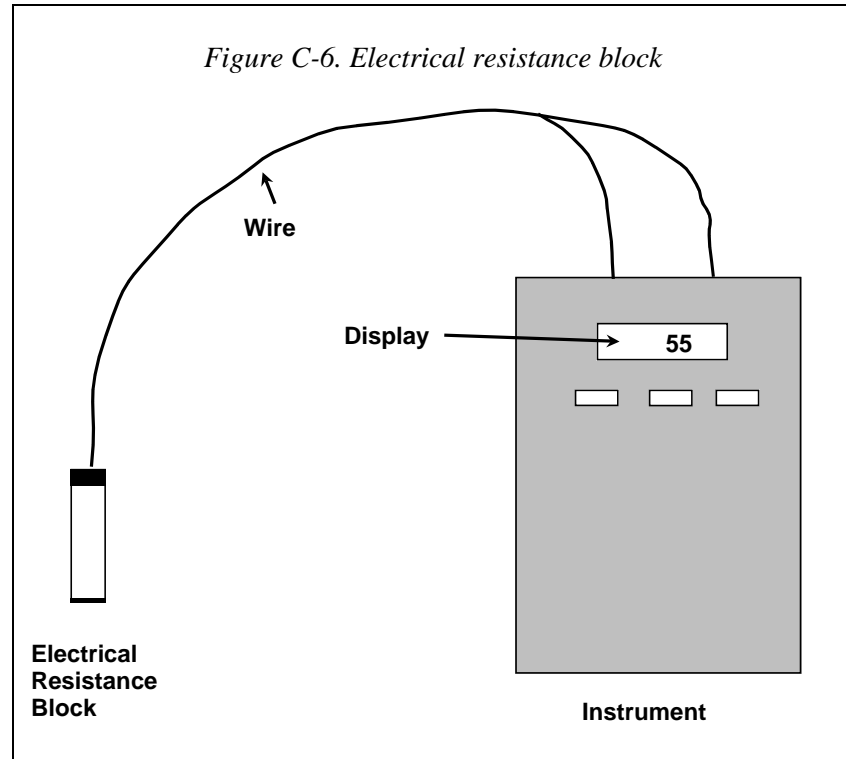 Figure C-6. Electrical resistance block
Wire
Display
55
Electrical
Resistance
Block
Instrument